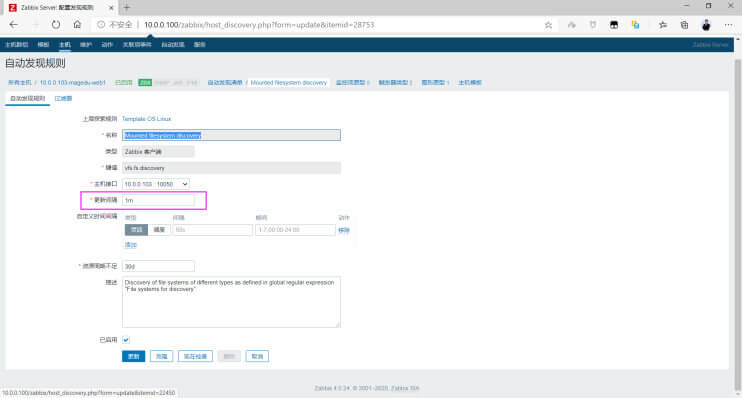 Zabbix Server: 配置发现规则
不安全 10.0.0.100/zabbix/host_discovery.php?form=update&itemid=28753
主机群组 模板 主机 维护 动作 关联项事件 自动发现 服务 Zabbix Server
自动发现规则
所有主机 / 10.0.0.103-magedu-web1 已启用 ZBX SNMP JMX IPMI 自动发现清单 / Mounted filesystem discovery 监控项原型 触发器类型 图形原型 主机模板
自动发现规则 过滤器
上层探索规则 Template OS Linux
* 名称 Mounted filesystem discovery
类型 Zabbix 客户端
* 键值 vfs.fs.discovery
* 主机接口 10.0.0.103 : 10050
* 更新间隔 1m
自定义时间间隔 类型 间隔 期间 动作
灵活 调度 50s 1-7,00:00-24:00 移除
添加
* 资源周期不足 30d
描述 Discovery of file systems of different types as defined in global regular expression
"File systems for discovery".
已启用
更新 克隆 现在检查 删除 取消
Zabbix 4.0.24. © 2001–2020, Zabbix SIA
10.0.0.100/zabbix/host_discovery.php?form=update&itemid=22450